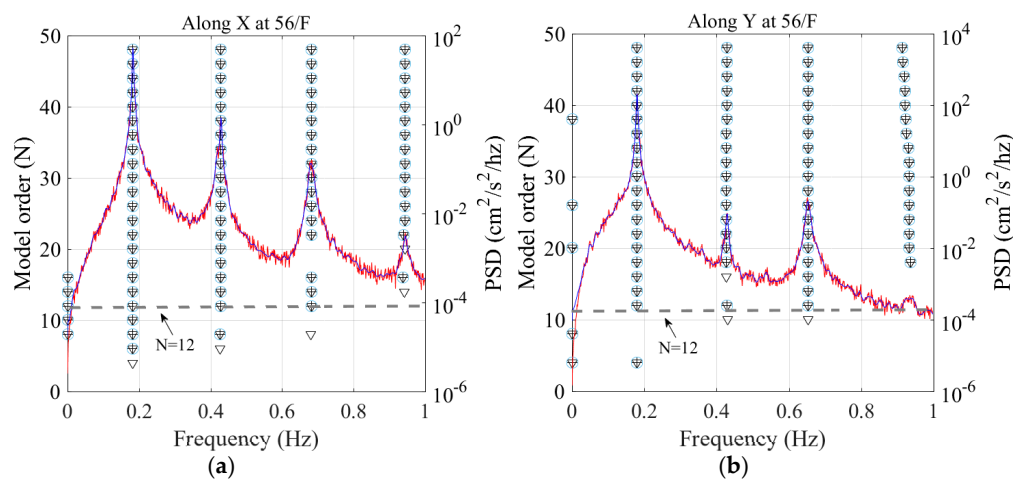 Along X at 56/F
Model order (N)
50
40
30
20
10
0
N=12
0
0.2
0.4
0.6
0.8
1
Frequency (Hz)
10^2
10^0
10^-2
10^-4
10^-6
PSD (cm^2/s^2/hz)
(a)
Along Y at 56/F
Model order (N)
50
40
30
20
10
0
N=12
0
0.2
0.4
0.6
0.8
1
Frequency (Hz)
10^4
10^2
10^0
10^-2
10^-4
10^-6
PSD (cm^2/s^2/hz)
(b)